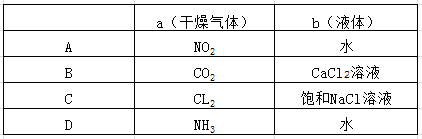 a（干燥气体） b（液体）
A NO₂ 水
B CO₂ CaCl₂溶液
C CL₂ 饱和NaCl溶液
D NH₃ 水